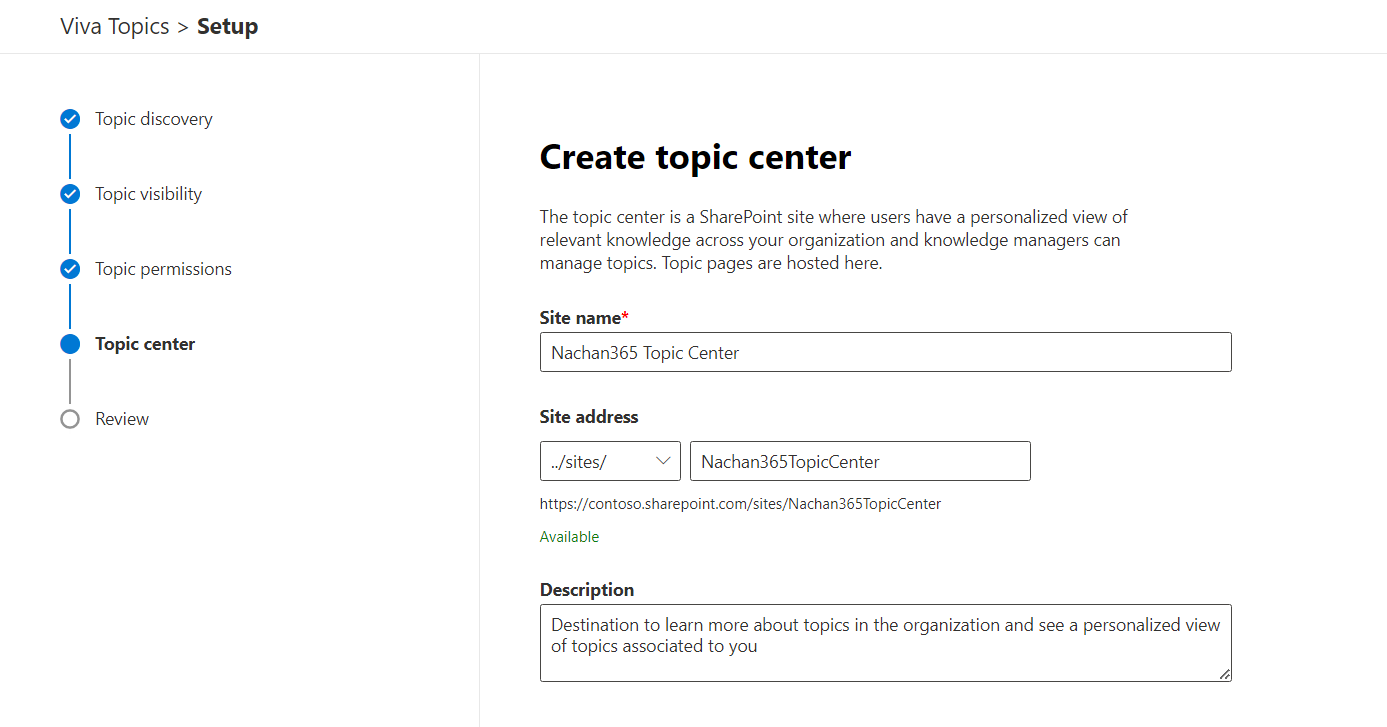 Viva Topics > Setup
Topic discovery
Topic visibility
Topic permissions
Topic center
Review
Create topic center
The topic center is a SharePoint site where users have a personalized view of
relevant knowledge across your organization and knowledge managers can
manage topics. Topic pages are hosted here.
Site name*
Nachan365 Topic Center
Site address
../sites/ Nachan365TopicCenter
https://contoso.sharepoint.com/sites/Nachan365TopicCenter
Available
Description
Destination to learn more about topics in the organization and see a personalized view
of topics associated to you